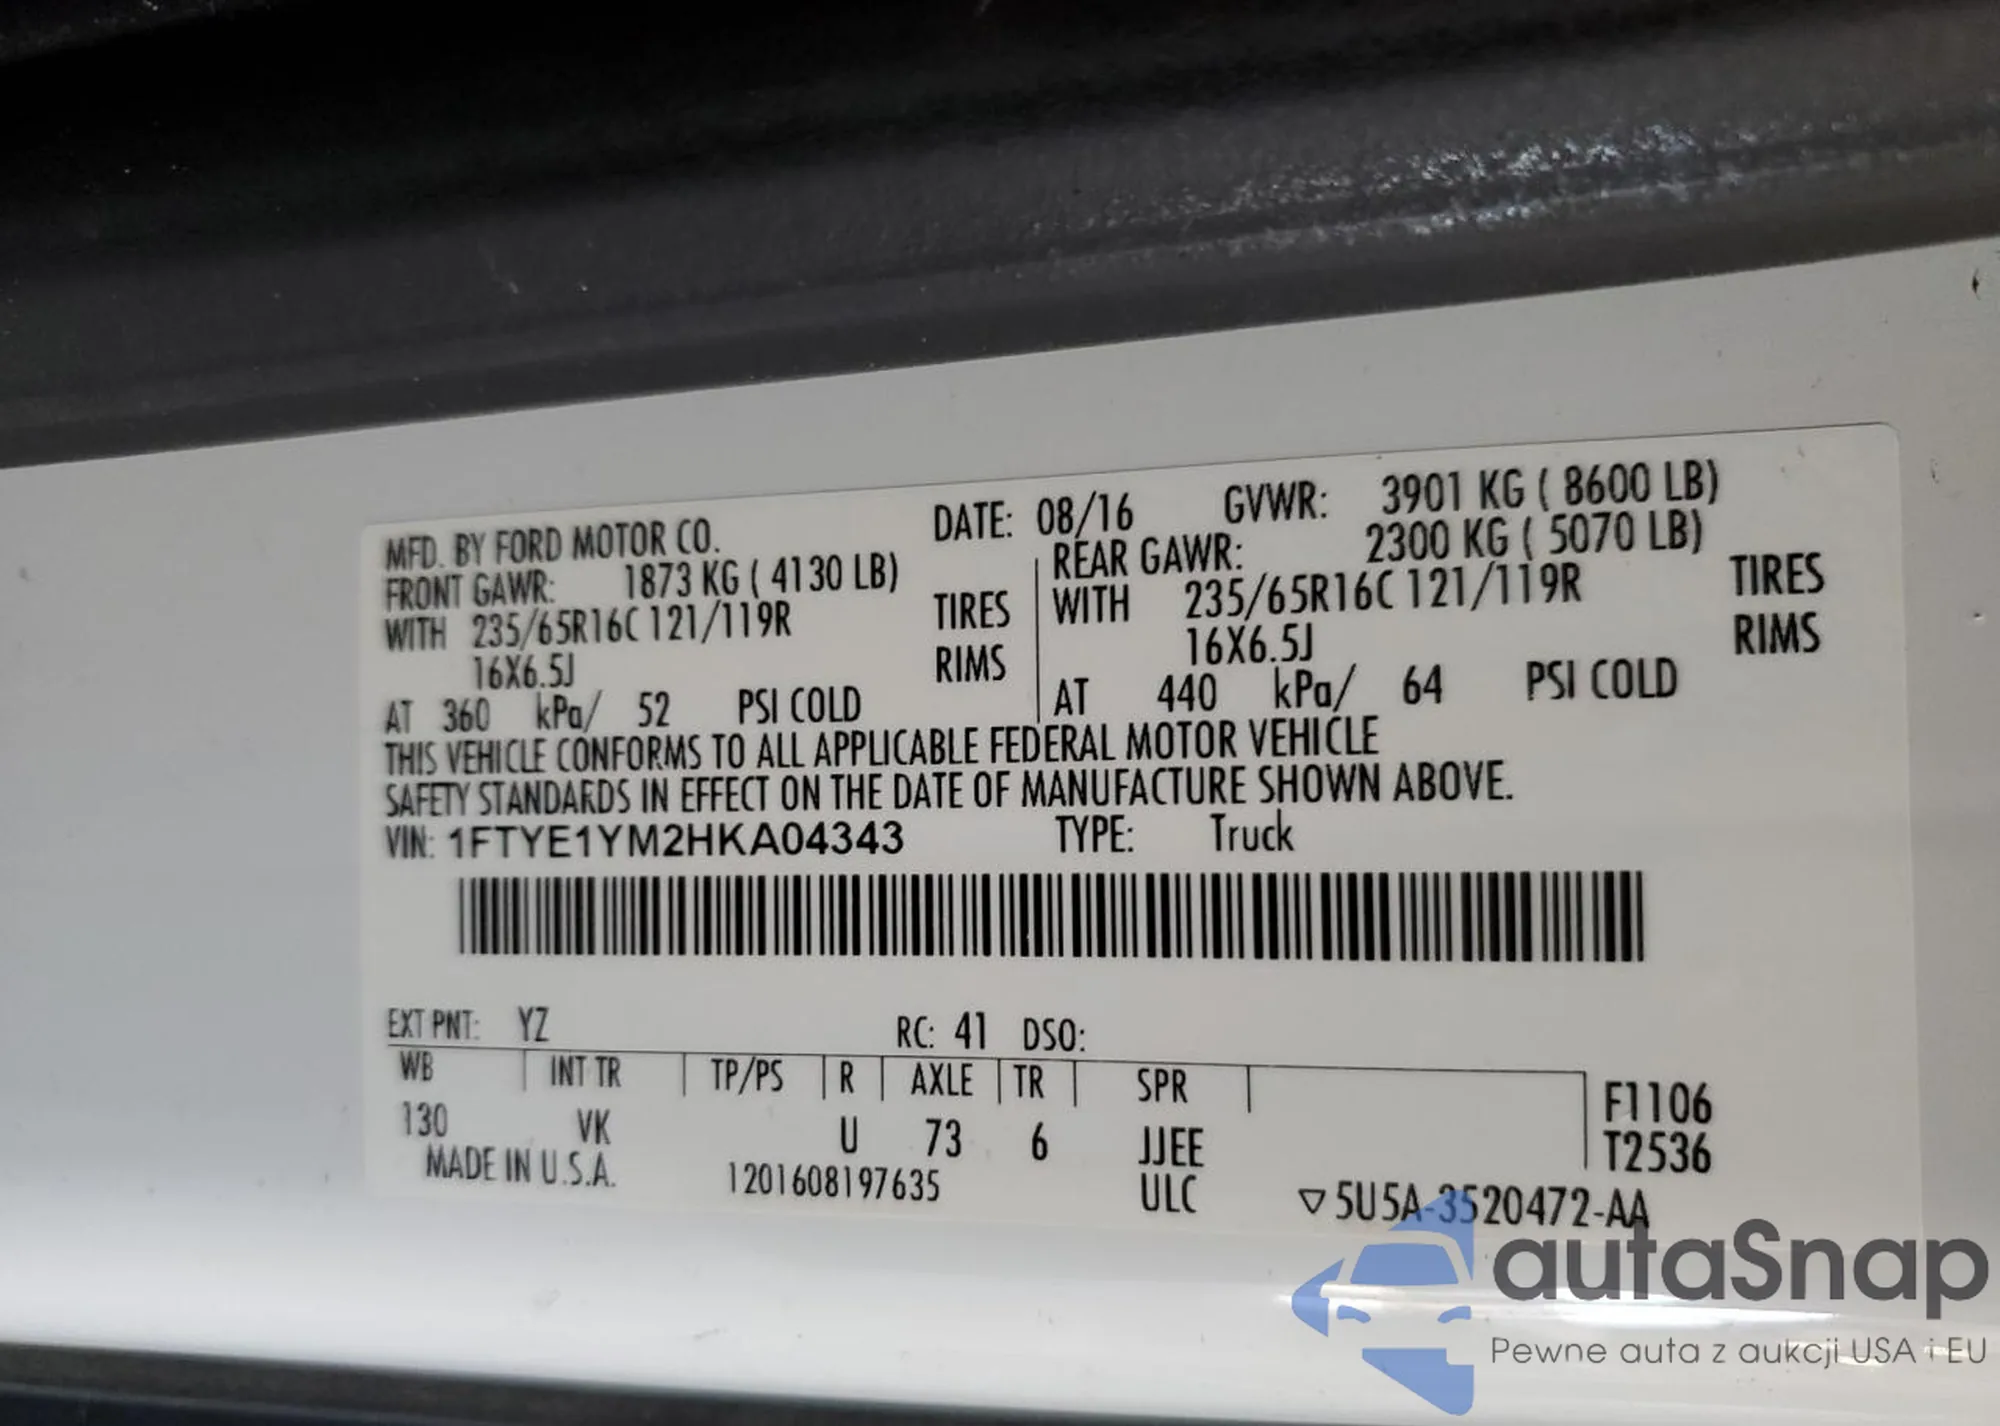 MFD. BY FORD MOTOR CO. DATE: 08/16 GVWR: 3901 KG ( 8600 LB)
FRONT GAWR: 1873 KG ( 4130 LB) REAR GAWR: 2300 KG ( 5070 LB)
WITH 235/65R16C 121/119R TIRES WITH 235/65R16C 121/119R TIRES
16X6.5J RIMS 16X6.5J RIMS
AT 360 kPa/ 52 PSI COLD AT 440 kPa/ 64 PSI COLD
THIS VEHICLE CONFORMS TO ALL APPLICABLE FEDERAL MOTOR VEHICLE
SAFETY STANDARDS IN EFFECT ON THE DATE OF MANUFACTURE SHOWN ABOVE.
VIN: 1FTYE1YM2HKA04343 TYPE: Truck
EXT PNT: YZ RC: 41 DSO:
WB INT TR TP/PS R AXLE TR SPR F1106
130 VK U 73 6 JJEE T2536
MADE IN U.S.A. 1201608197635 ULC ▽5U5A-3520472-AA
autaSnap
Pewne auta z aukcji USA i EU